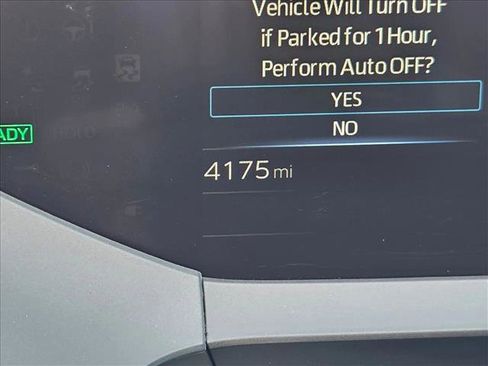 Vehicle Will Turn OFF
if Parked for 1 Hour,
Perform Auto OFF?
YES
NO
ADY
4175 mi